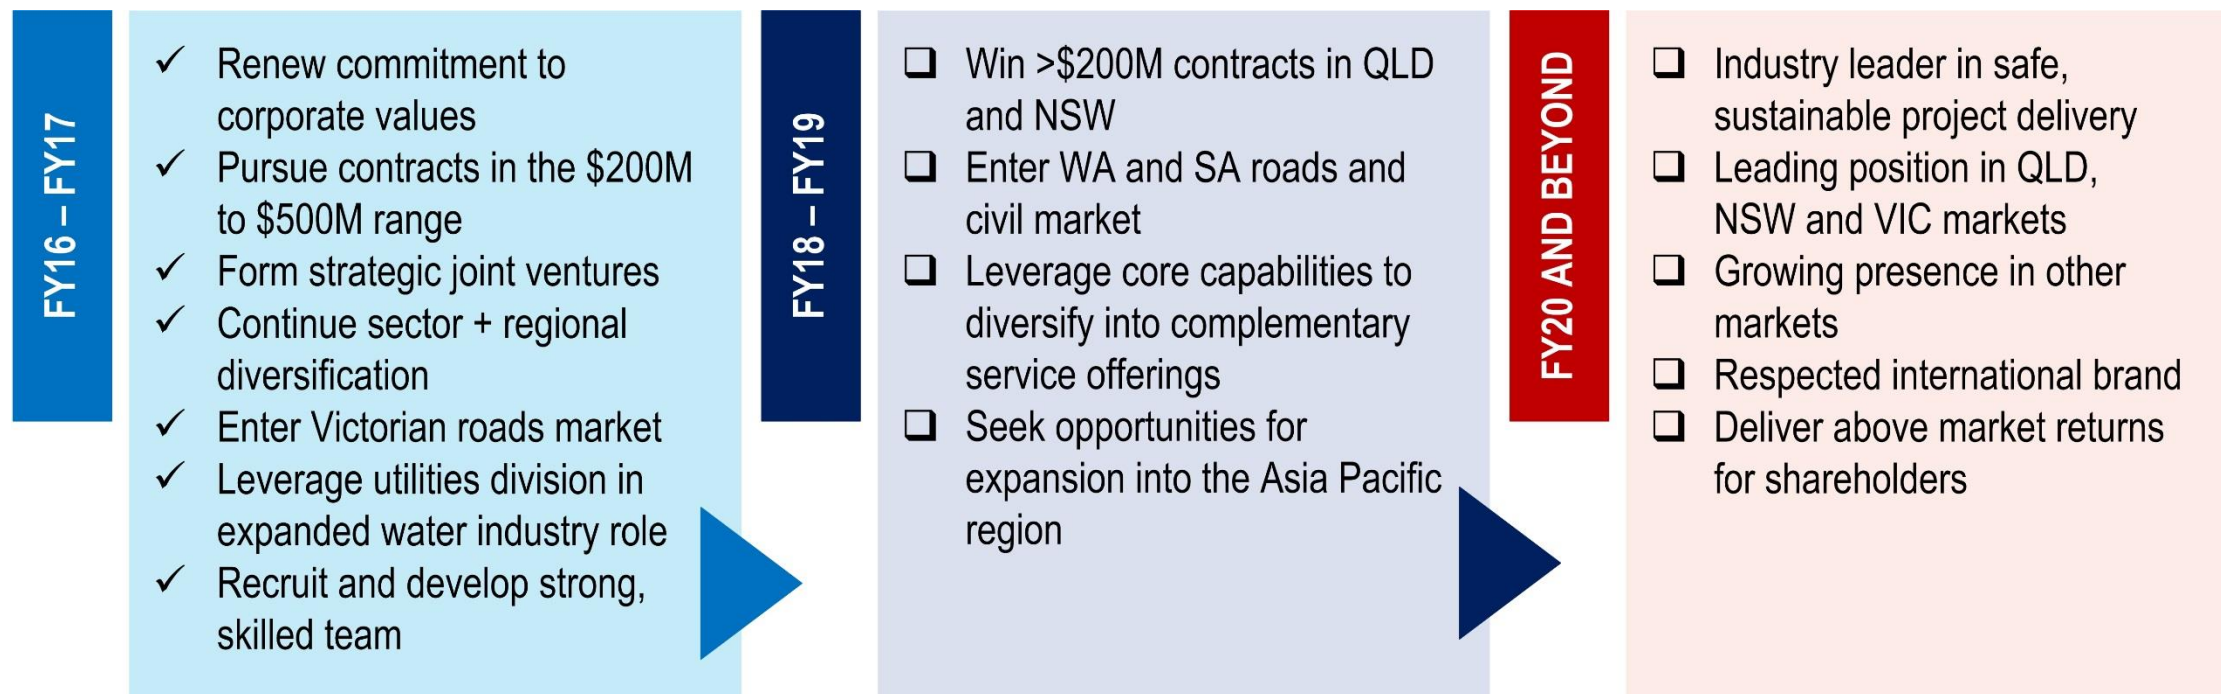 FY16 – FY17
✓ Renew commitment to
corporate values
✓ Pursue contracts in the $200M
to $500M range
✓ Form strategic joint ventures
✓ Continue sector + regional
diversification
✓ Enter Victorian roads market
✓ Leverage utilities division in
expanded water industry role
✓ Recruit and develop strong,
skilled team
FY18 – FY19
❑ Win >$200M contracts in QLD
and NSW
❑ Enter WA and SA roads and
civil market
❑ Leverage core capabilities to
diversify into complementary
service offerings
❑ Seek opportunities for
expansion into the Asia Pacific
region
FY20 AND BEYOND
❑ Industry leader in safe,
sustainable project delivery
❑ Leading position in QLD,
NSW and VIC markets
❑ Growing presence in other
markets
❑ Respected international brand
❑ Deliver above market returns
for shareholders